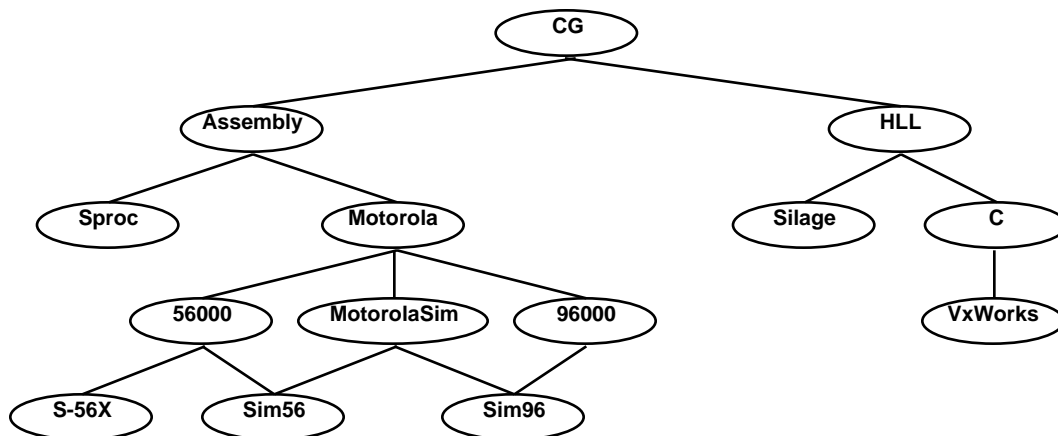 CG
Assembly
HLL
Sproc
Motorola
Silage
C
56000
MotorolaSim
96000
VxWorks
S-56X
Sim56
Sim96